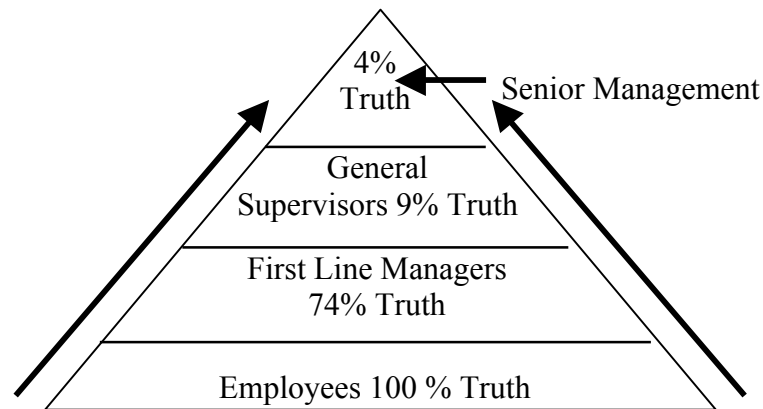 4%
Truth
Senior Management
General
Supervisors 9% Truth
First Line Managers
74% Truth
Employees 100 % Truth